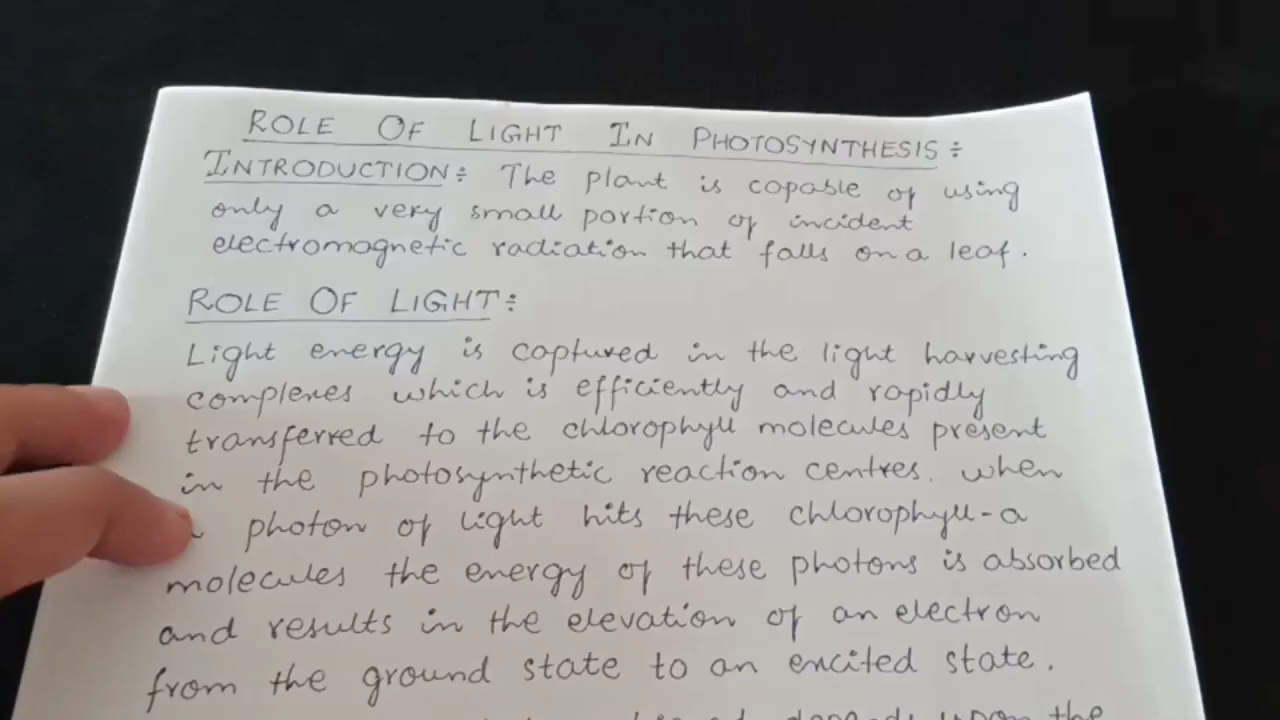 ROLE OF LIGHT IN PHOTOSYNTHESIS÷
INTRODUCTION÷ The plant is capable of using
only a very small portion of incident
electromagnetic radiation that falls on a leaf.
ROLE OF LIGHT÷
Light energy is captured in the light harvesting
complexes which is efficiently and rapidly
transferred to the chlorophyll molecules present
in the photosynthetic reaction centres. when
photon of light hits these chlorophyll-a
molecules the energy of these photons is absorbed
and results in the elevation of an electron
from the ground state to an excited state.
upon the